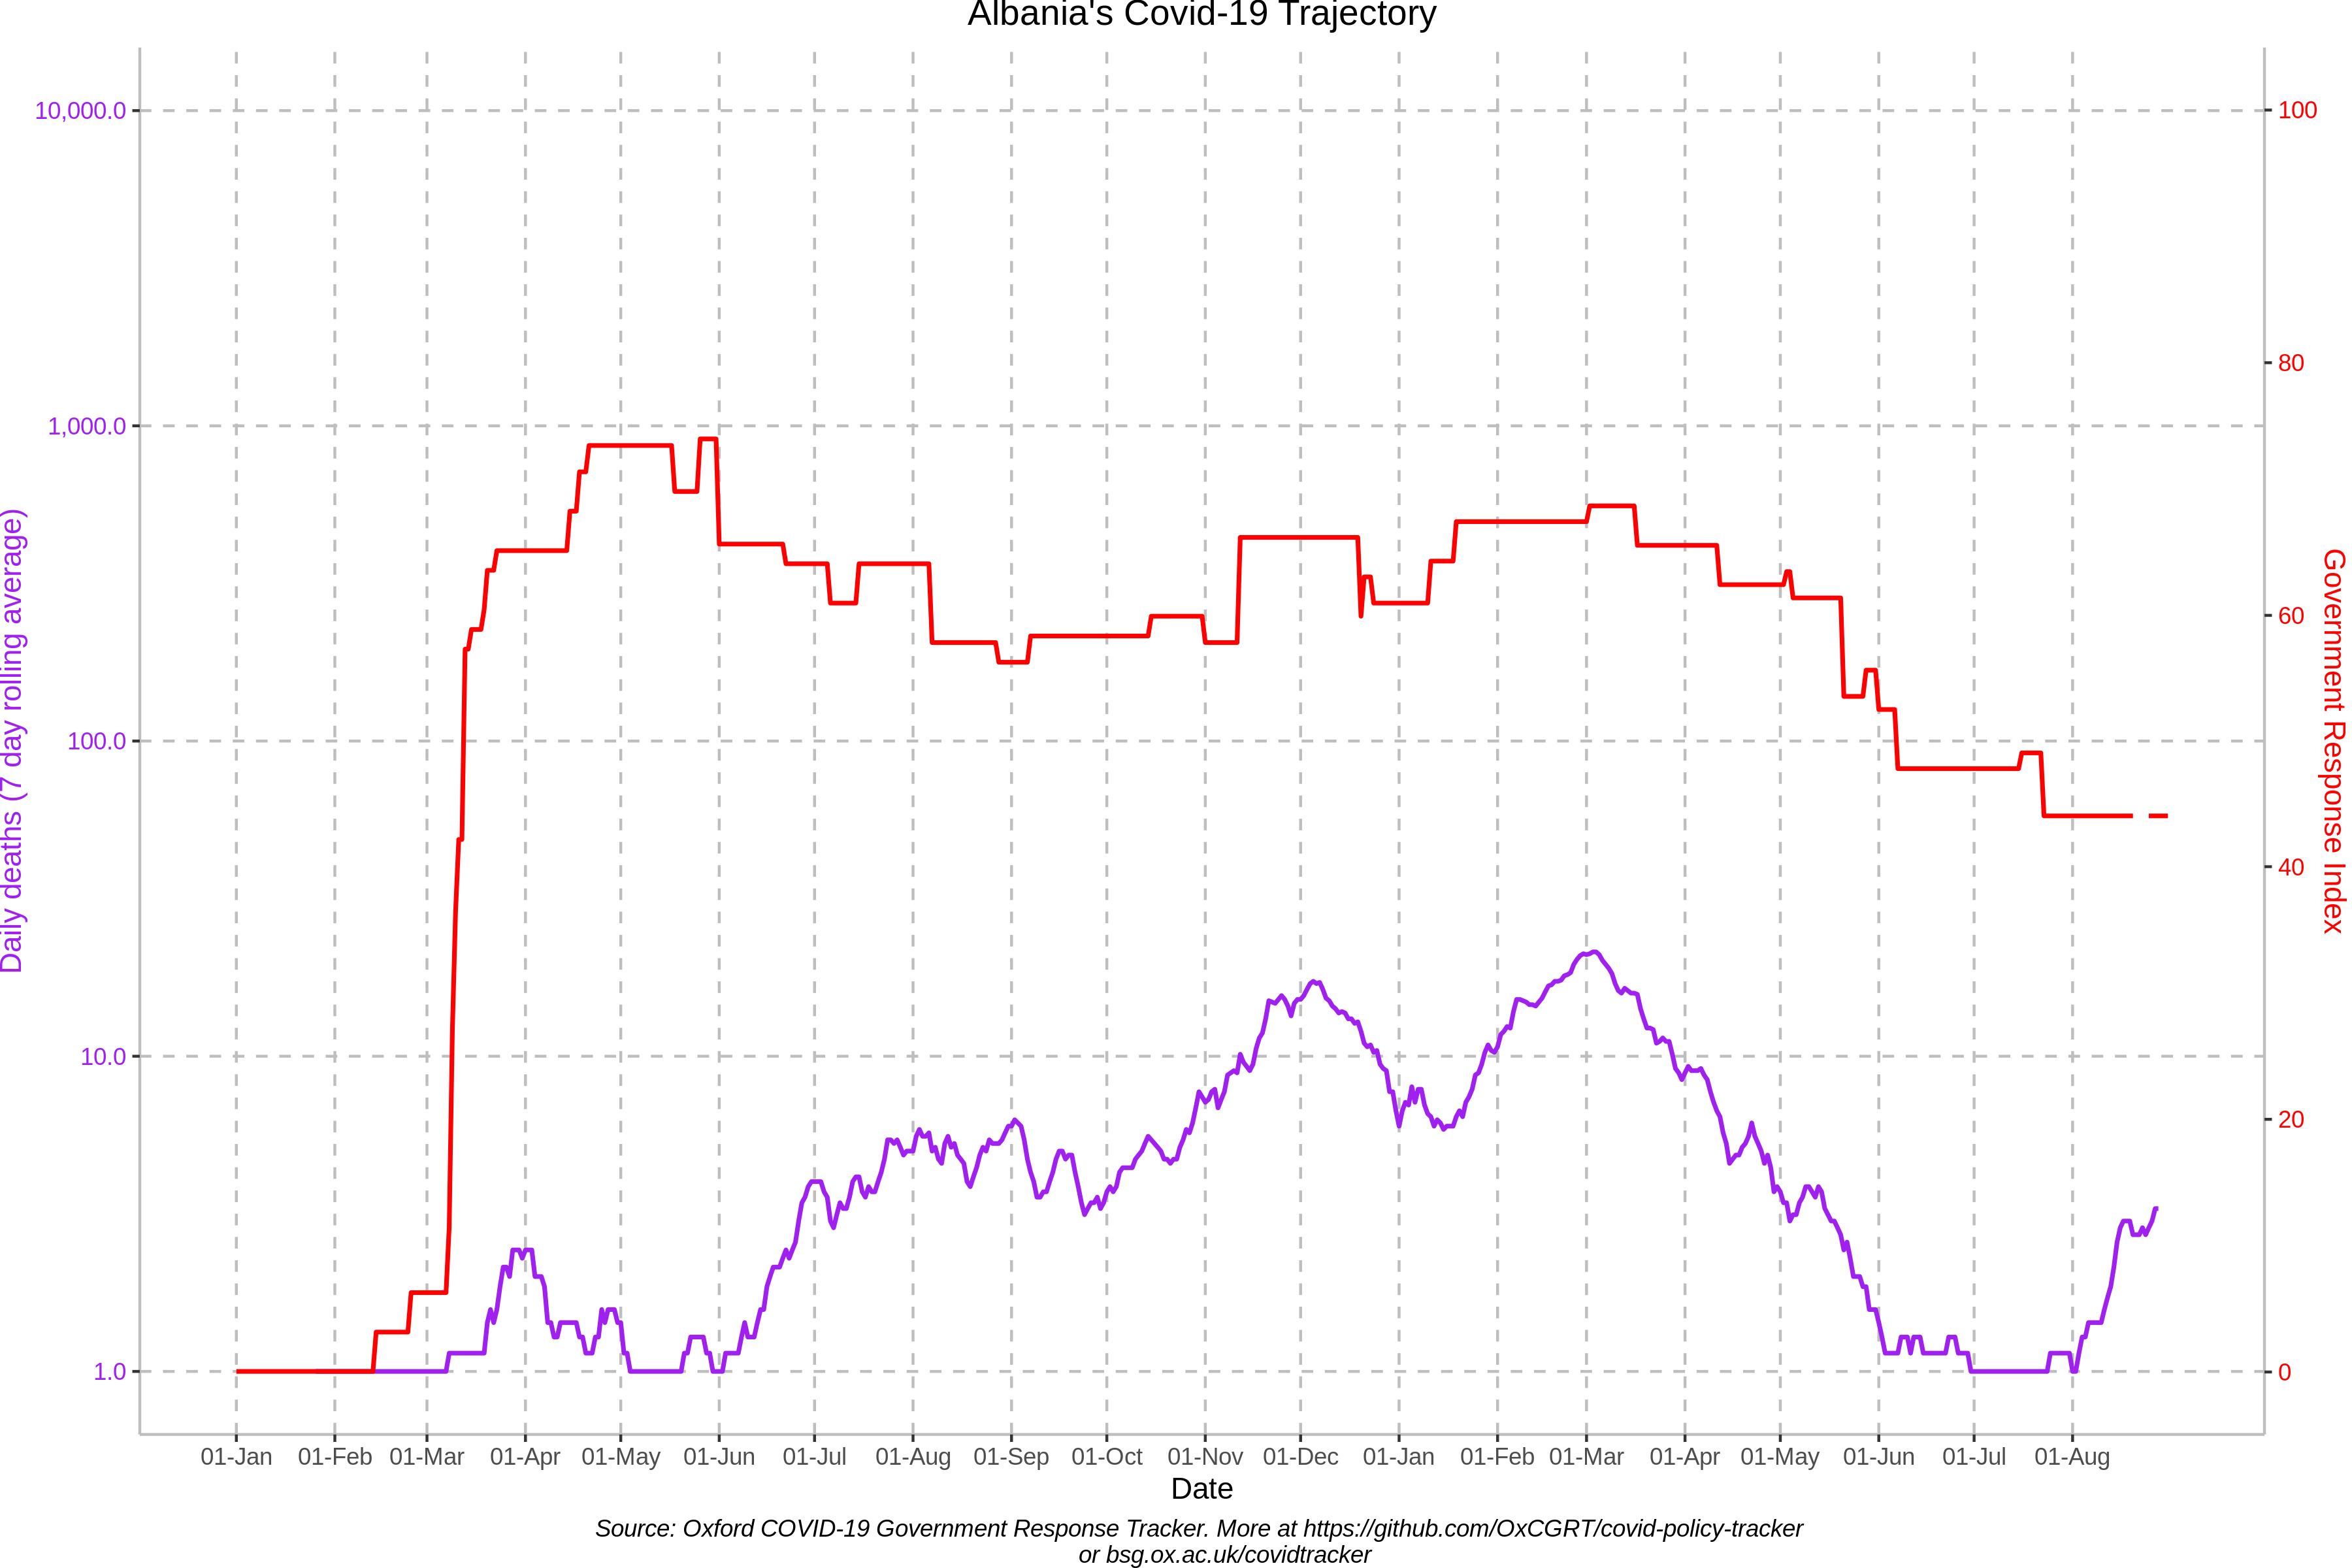 Albania's Covid-19 Trajectory
10,000.0
1,000.0
100.0
10.0
1.0
Daily deaths (7 day rolling average)
100
80
60
40
20
0
Government Response Index
01-Jan 01-Feb 01-Mar 01-Apr 01-May 01-Jun 01-Jul 01-Aug 01-Sep 01-Oct 01-Nov 01-Dec 01-Jan 01-Feb 01-Mar 01-Apr 01-May 01-Jun 01-Jul 01-Aug
Date
Source: Oxford COVID-19 Government Response Tracker. More at https://github.com/OxCGRT/covid-policy-tracker
or bsg.ox.ac.uk/covidtracker